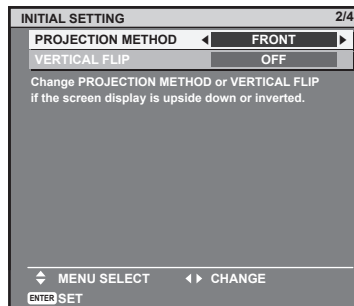 INITIAL SETTING 2/4
PROJECTION METHOD FRONT
VERTICAL FLIP OFF
Change PROJECTION METHOD or VERTICAL FLIP
if the screen display is upside down or inverted.
MENU SELECT CHANGE
ENTER SET